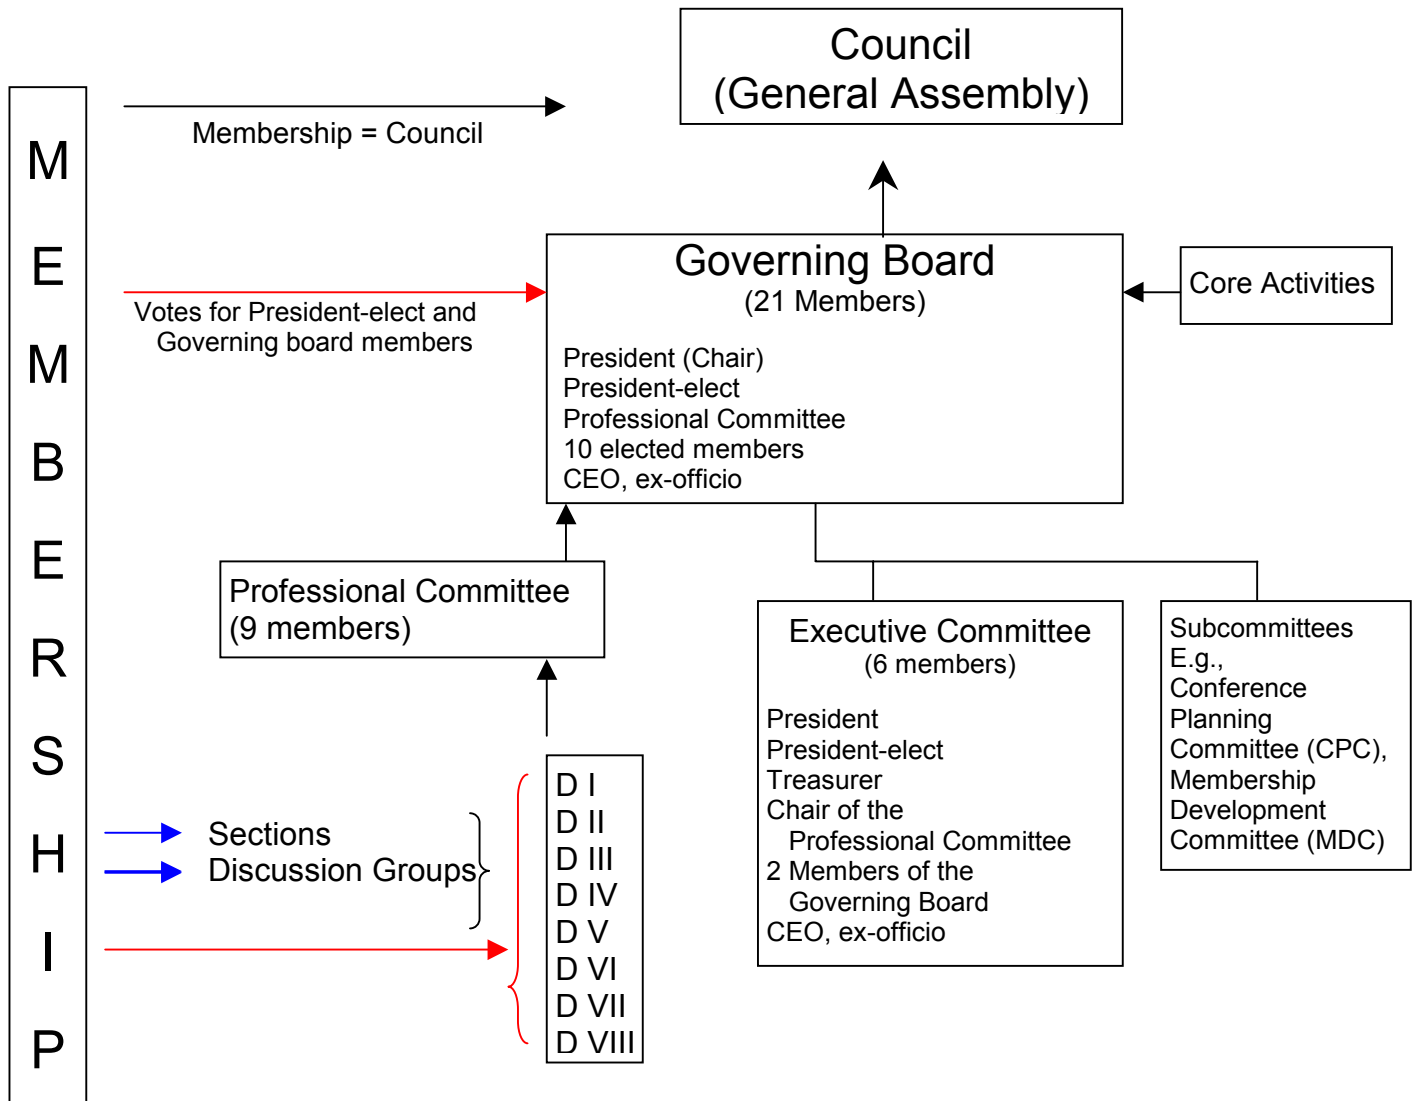 Council
(General Assembly)
M
E
M
B
E
R
S
H
I
P
Membership = Council
Votes for President-elect and
Governing board members
Governing Board
(21 Members)
President (Chair)
President-elect
Professional Committee
10 elected members
CEO, ex-officio
Core Activities
Professional Committee
(9 members)
Executive Committee
(6 members)
President
President-elect
Treasurer
Chair of the
Professional Committee
2 Members of the
Governing Board
CEO, ex-officio
Subcommittees
E.g.,
Conference
Planning
Committee (CPC),
Membership
Development
Committee (MDC)
Sections
Discussion Groups
D I
D II
D III
D IV
D V
D VI
D VII
D VIII